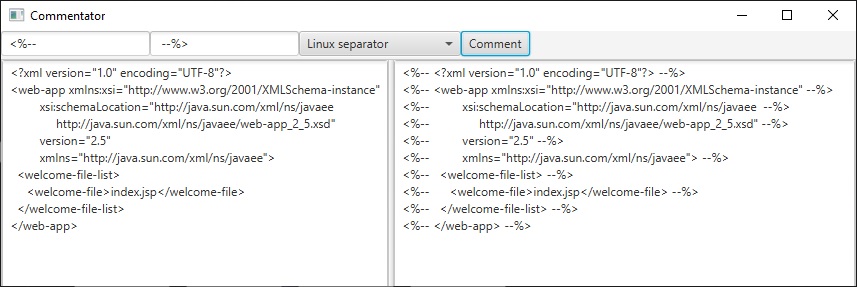 Commentator
<%-- --%> Linux separator Comment
<?xml version="1.0" encoding="UTF-8"?>
<web-app xmlns:xsi="http://www.w3.org/2001/XMLSchema-instance"
xsi:schemaLocation="http://java.sun.com/xml/ns/javaee
http://java.sun.com/xml/ns/javaee/web-app_2_5.xsd"
version="2.5"
xmlns="http://java.sun.com/xml/ns/javaee">
<welcome-file-list>
<welcome-file>index.jsp</welcome-file>
</welcome-file-list>
</web-app>
<%-- <?xml version="1.0" encoding="UTF-8"?> --%>
<%-- <web-app xmlns:xsi="http://www.w3.org/2001/XMLSchema-instance" --%>
<%-- xsi:schemaLocation="http://java.sun.com/xml/ns/javaee --%>
<%-- http://java.sun.com/xml/ns/javaee/web-app_2_5.xsd" --%>
<%-- version="2.5" --%>
<%-- xmlns="http://java.sun.com/xml/ns/javaee"> --%>
<%-- <welcome-file-list> --%>
<%-- <welcome-file>index.jsp</welcome-file> --%>
<%-- </welcome-file-list> --%>
<%-- </web-app> --%>